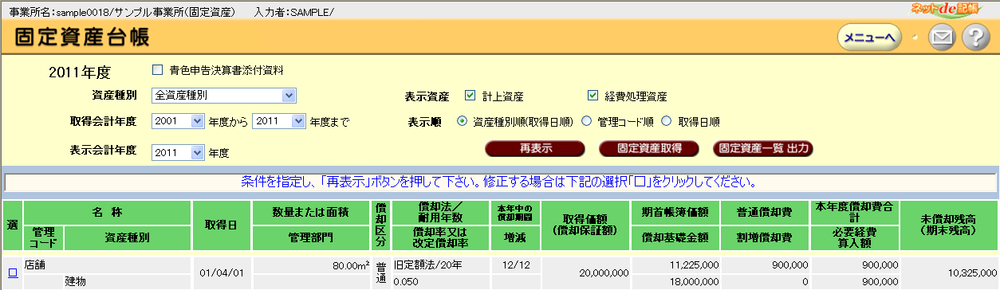 事業所名:sample0018/サンプル事業所(固定資産) 入力者:SAMPLE/
ネットde記帳
固定資産台帳
メニューへ
?
2011年度
青色申告決算書添付資料
資産種別 全資産種別
表示資産 計上資産 経費処理資産
取得会計年度 2001 年度から 2011 年度まで
表示順 資産種別順(取得日順) 管理コード順 取得日順
表示会計年度 2011 年度
再表示 固定資産取得 固定資産一覧 出力
条件を指定し、「再表示」ボタンを押して下さい。修正する場合は下記の選択「口」をクリックしてください。
選
名 称
管理コード
資産種別
取得日
数量または面積
管理部門
償却区分
償却法/耐用年数
償却率又は改定償却率
本年中の償却期間
増減
取得価額(償却保証額)
期首帳簿価額
償却基礎金額
普通償却費
割増償却費
本年度償却費合計
必要経費算入額
未償却残高(期末残高)
口
店舗
建物
01/04/01
80.00m²
普通
旧定額法/20年
0.050
12/12
20,000,000
11,225,000
18,000,000
900,000
0
900,000
900,000
10,325,000